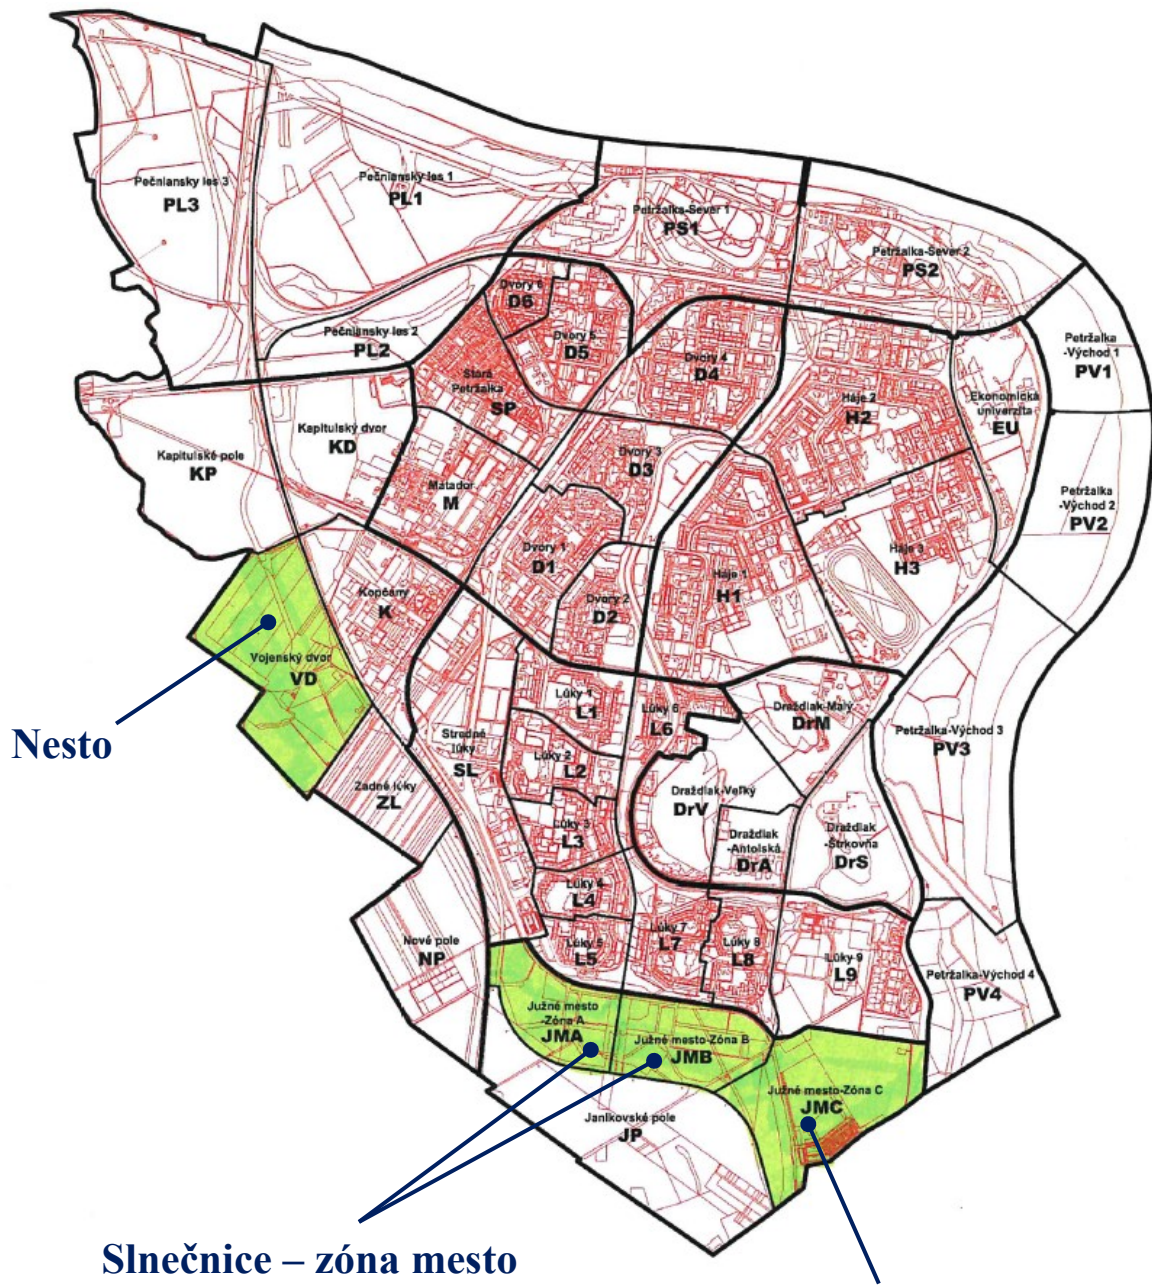 Pečniansky les 3
PL3
Pečniansky les 1
PL1
Petržalka-Sever 1
PS1
Petržalka-Sever 2
PS2
Dvory 6
D6
Dvory 5
D5
Pečniansky les 2
PL2
Dvory 4
D4
Petržalka
-Východ 1
PV1
Stará
Petržalka
SP
Háje 2
H2
Ekonomická
univerzita
EU
Kapitulský dvor
KD
Kapitulské pole
KP
Dvory 3
D3
Matador
M
Petržalka
-Východ 2
PV2
Dvory 1
D1
Háje 3
H3
Háje 1
H1
Kopčany
K
Dvory 2
D2
Vojenský dvor
VD
Lúky 1
L1
Lúky 6
L6
Draždiak-Malý
DrM
Nesto
Stredné
lúky
SL
Petržalka-Východ 3
PV3
Lúky 2
L2
Zadné lúky
ZL
Draždiak-Veľký
DrV
Lúky 3
L3
Draždiak
-Antolská
DrA
Draždiak
-Štrkovňa
DrS
Lúky 4
L4
Nové pole
NP
Lúky 5
L5
Lúky 7
L7
Lúky 8
L8
Lúky 9
L9
Petržalka-Východ 4
PV4
Južné mesto
-Zóna A
JMA
Južné mesto-Zóna B
JMB
Južné mesto-Zóna C
JMC
Janíkovské pole
JP
Slnečnice – zóna mesto